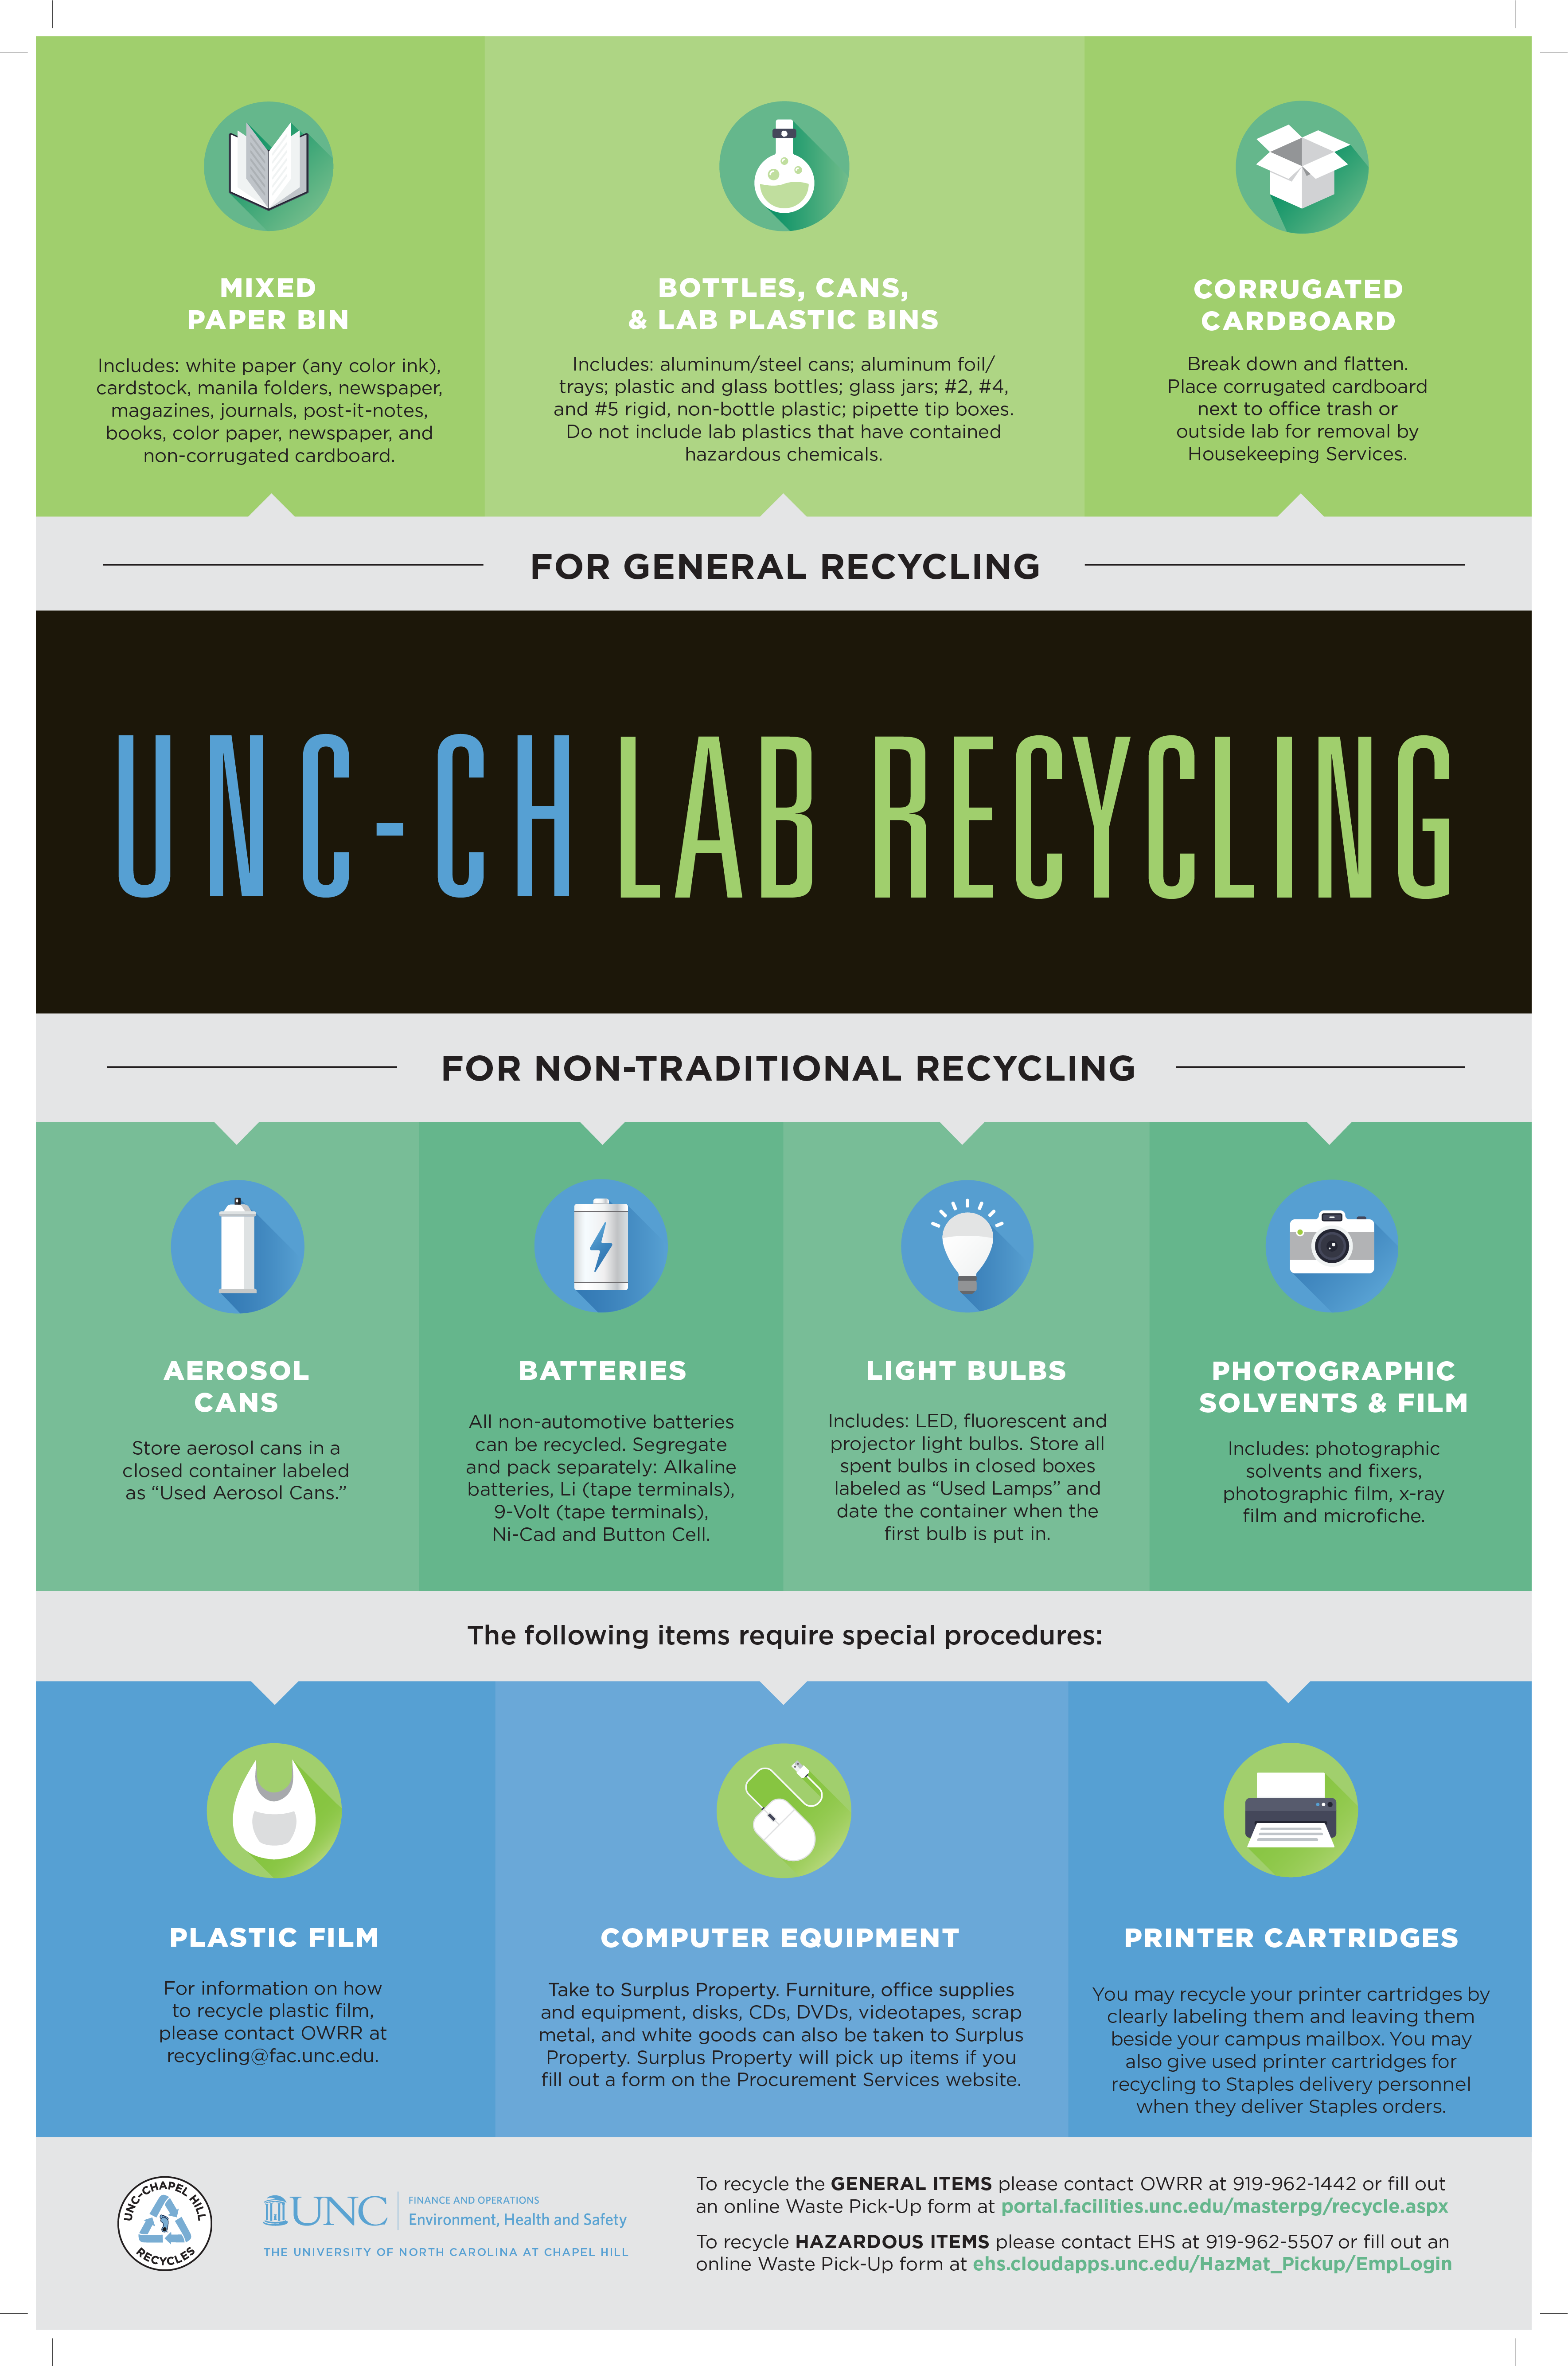 MIXED
PAPER BIN
Includes: white paper (any color ink),
cardstock, manila folders, newspaper,
magazines, journals, post-it-notes,
books, color paper, newspaper, and
non-corrugated cardboard.
BOTTLES, CANS,
& LAB PLASTIC BINS
Includes: aluminum/steel cans; aluminum foil/
trays; plastic and glass bottles; glass jars; #2, #4,
and #5 rigid, non-bottle plastic; pipette tip boxes.
Do not include lab plastics that have contained
hazardous chemicals.
CORRUGATED
CARDBOARD
Break down and flatten.
Place corrugated cardboard
next to office trash or
outside lab for removal by
Housekeeping Services.
FOR GENERAL RECYCLING
UNC-CH LAB RECYCLING
FOR NON-TRADITIONAL RECYCLING
AEROSOL
CANS
Store aerosol cans in a
closed container labeled
as “Used Aerosol Cans.”
BATTERIES
All non-automotive batteries
can be recycled. Segregate
and pack separately: Alkaline
batteries, Li (tape terminals),
9-Volt (tape terminals),
Ni-Cad and Button Cell.
LIGHT BULBS
Includes: LED, fluorescent and
projector light bulbs. Store all
spent bulbs in closed boxes
labeled as “Used Lamps” and
date the container when the
first bulb is put in.
PHOTOGRAPHIC
SOLVENTS & FILM
Includes: photographic
solvents and fixers,
photographic film, x-ray
film and microfiche.
The following items require special procedures:
PLASTIC FILM
For information on how
to recycle plastic film,
please contact OWRR at
recycling@fac.unc.edu.
COMPUTER EQUIPMENT
Take to Surplus Property. Furniture, office supplies
and equipment, disks, CDs, DVDs, videotapes, scrap
metal, and white goods can also be taken to Surplus
Property. Surplus Property will pick up items if you
fill out a form on the Procurement Services website.
PRINTER CARTRIDGES
You may recycle your printer cartridges by
clearly labeling them and leaving them
beside your campus mailbox. You may
also give used printer cartridges for
recycling to Staples delivery personnel
when they deliver Staples orders.
UNC-CHAPEL HILL
RECYCLES
UNC
FINANCE AND OPERATIONS
Environment, Health and Safety
THE UNIVERSITY OF NORTH CAROLINA AT CHAPEL HILL
To recycle the GENERAL ITEMS please contact OWRR at 919-962-1442 or fill out
an online Waste Pick-Up form at portal.facilities.unc.edu/masterpg/recycle.aspx
To recycle HAZARDOUS ITEMS please contact EHS at 919-962-5507 or fill out an
online Waste Pick-Up form at ehs.cloudapps.unc.edu/HazMat_Pickup/EmpLogin